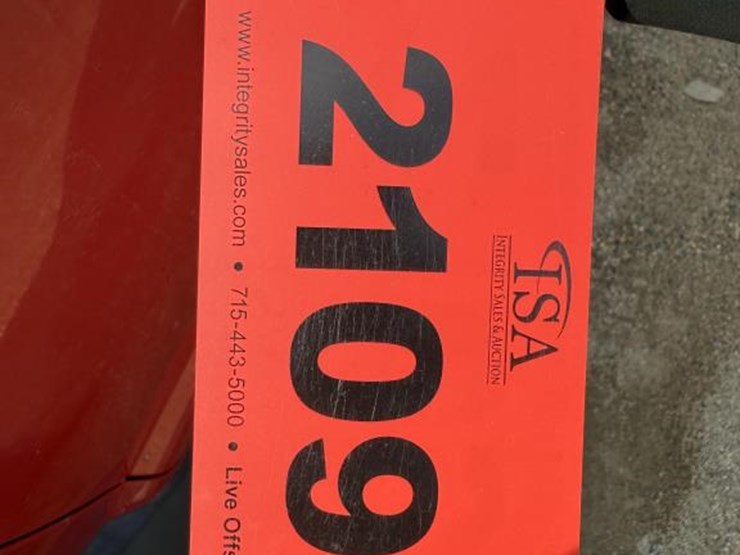 ISA
INTEGRITY SALES & AUCTION
2109
www.integritysales.com • 715-443-5000 • Live